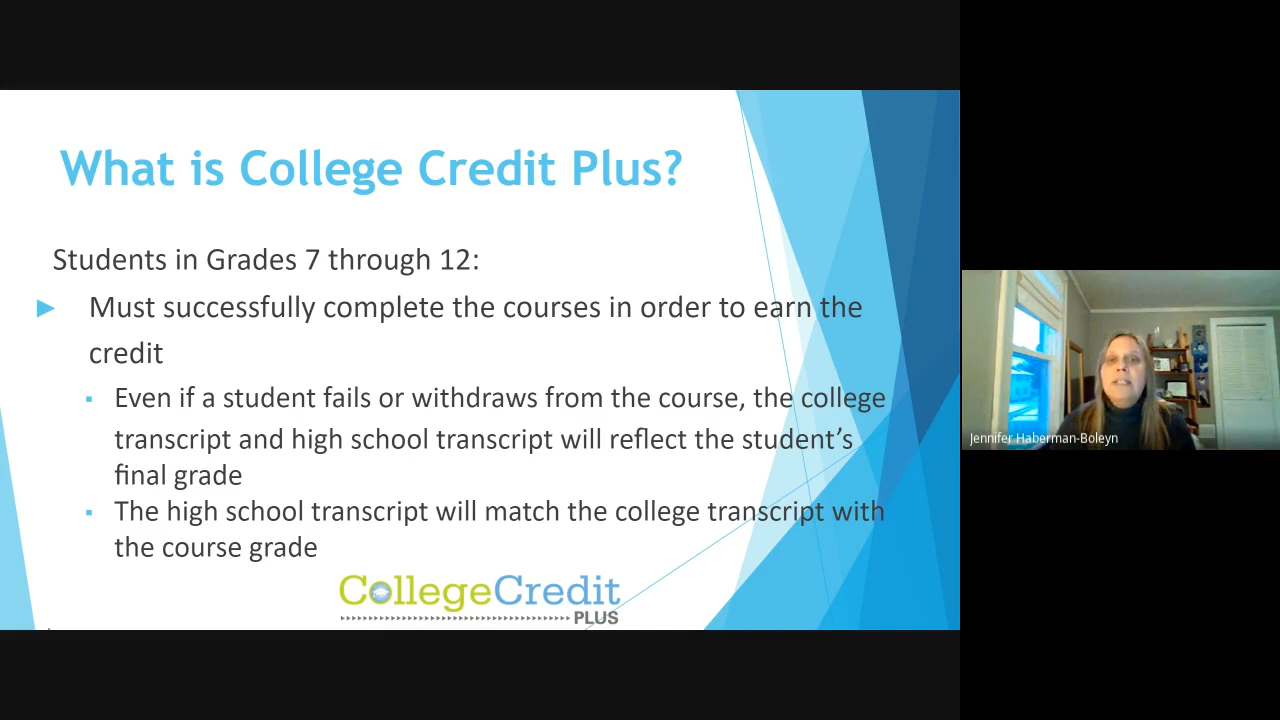 What is College Credit Plus?
Students in Grades 7 through 12:
Must successfully complete the courses in order to earn the
credit
Even if a student fails or withdraws from the course, the college
transcript and high school transcript will reflect the student’s
final grade
The high school transcript will match the college transcript with
the course grade
CollegeCredit
PLUS
Jennifer Haberman-Boleyn